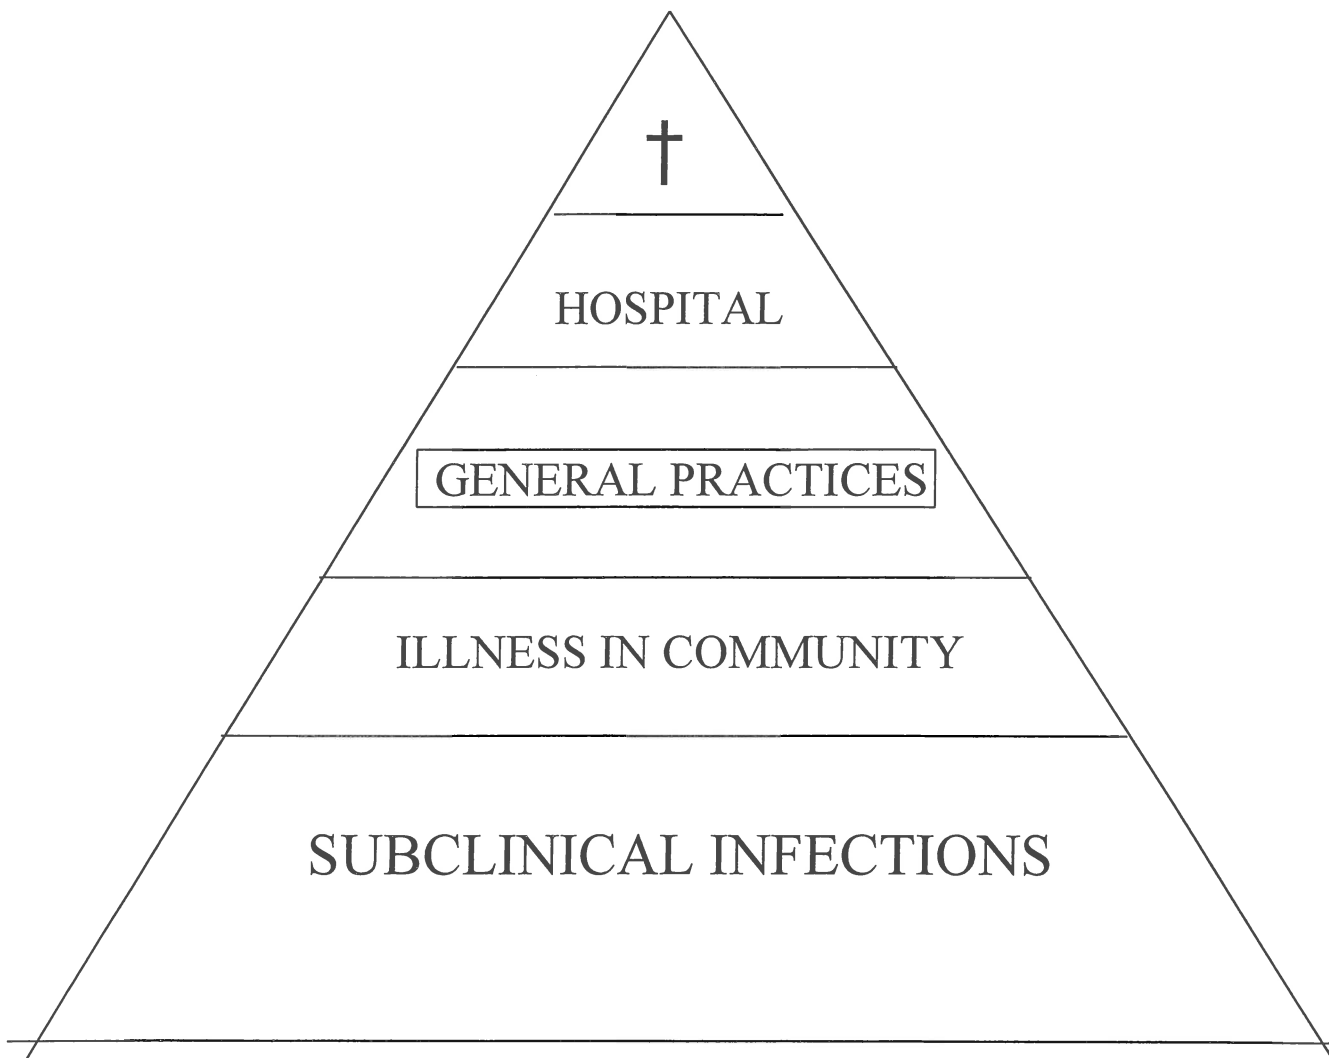 †
HOSPITAL
GENERAL PRACTICES
ILLNESS IN COMMUNITY
SUBCLINICAL INFECTIONS